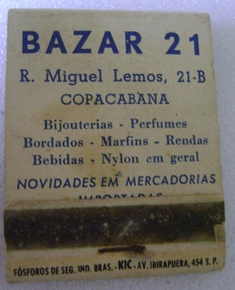 BAZAR 21
R. Miguel Lemos, 21-B
COPACABANA
Bijouterias - Perfumes
Bordados - Marfins - Rendas
Bebidas - Nylon em geral
NOVIDADES EM MERCADORIAS
IMPORTADAS
FÓSFOROS DE SEG. IND. BRAS. - KIC - AV. IBIRAPUERA, 454 S. P.